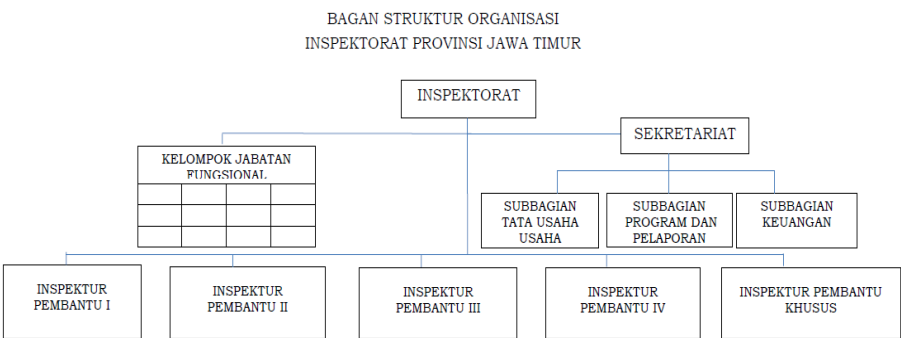 BAGAN STRUKTUR ORGANISASI
INSPEKTORAT PROVINSI JAWA TIMUR
INSPEKTORAT
SEKRETARIAT
KELOMPOK JABATAN
FUNGSIONAL
SUBBAGIAN
TATA USAHA
USAHA
SUBBAGIAN
PROGRAM DAN
PELAPORAN
SUBBAGIAN
KEUANGAN
INSPEKTUR
PEMBANTU I
INSPEKTUR
PEMBANTU II
INSPEKTUR
PEMBANTU III
INSPEKTUR
PEMBANTU IV
INSPEKTUR PEMBANTU
KHUSUS